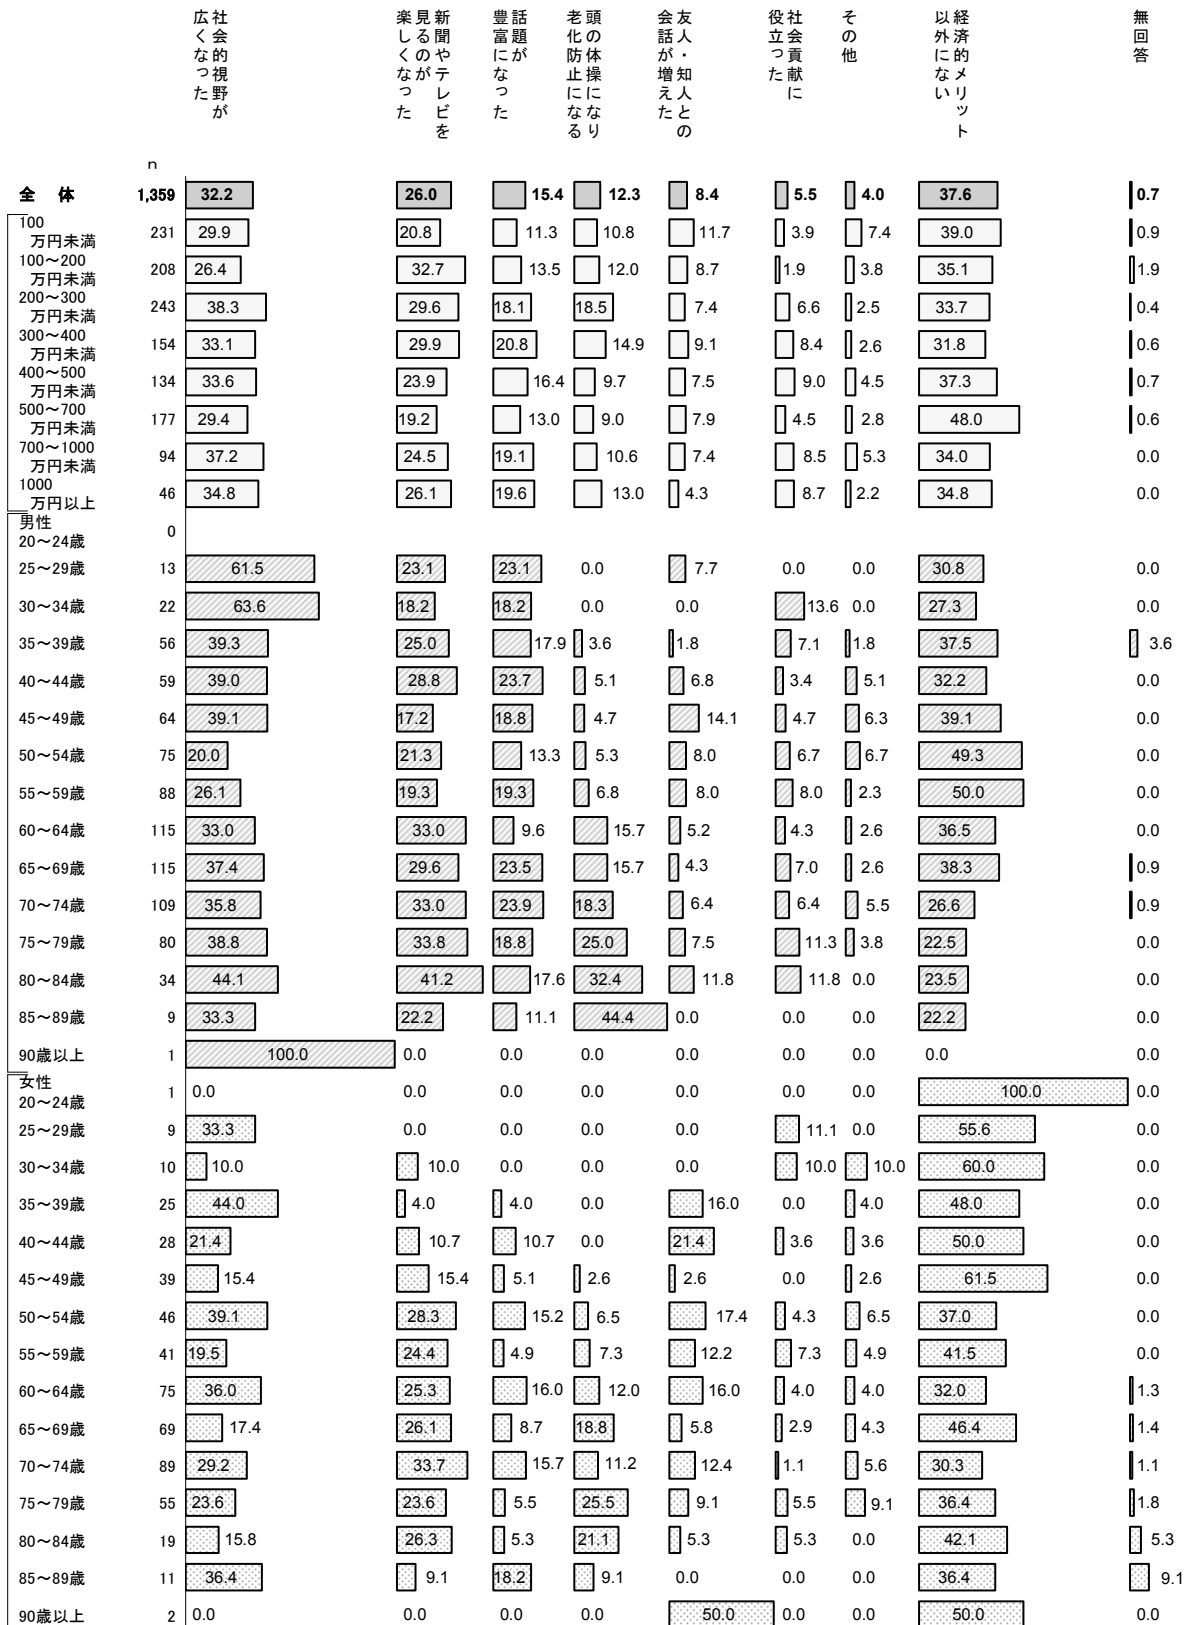 社会的視野が
広くなった
新聞やテレビを
見るのが
楽しくなった
話題が
豊富になった
頭の体操になり
老化防止になる
友人・知人との
会話が増えた
社会貢献に
役立った
その他
経済的メリット
以外にない
無回答
n
全 体 1,359 32.2 26.0 15.4 12.3 8.4 5.5 4.0 37.6 0.7
100
万円未満 231 29.9 20.8 11.3 10.8 11.7 3.9 7.4 39.0 0.9
100～200
万円未満 208 26.4 32.7 13.5 12.0 8.7 1.9 3.8 35.1 1.9
200～300
万円未満 243 38.3 29.6 18.1 18.5 7.4 6.6 2.5 33.7 0.4
300～400
万円未満 154 33.1 29.9 20.8 14.9 9.1 8.4 2.6 31.8 0.6
400～500
万円未満 134 33.6 23.9 16.4 9.7 7.5 9.0 4.5 37.3 0.7
500～700
万円未満 177 29.4 19.2 13.0 9.0 7.9 4.5 2.8 48.0 0.6
700～1000
万円未満 94 37.2 24.5 19.1 10.6 7.4 8.5 5.3 34.0 0.0
1000
万円以上 46 34.8 26.1 19.6 13.0 4.3 8.7 2.2 34.8 0.0
男性
20～24歳 0
25～29歳 13 61.5 23.1 23.1 0.0 7.7 0.0 0.0 30.8 0.0
30～34歳 22 63.6 18.2 18.2 0.0 0.0 13.6 0.0 27.3 0.0
35～39歳 56 39.3 25.0 17.9 3.6 1.8 7.1 1.8 37.5 3.6
40～44歳 59 39.0 28.8 23.7 5.1 6.8 3.4 5.1 32.2 0.0
45～49歳 64 39.1 17.2 18.8 4.7 14.1 4.7 6.3 39.1 0.0
50～54歳 75 20.0 21.3 13.3 5.3 8.0 6.7 6.7 49.3 0.0
55～59歳 88 26.1 19.3 19.3 6.8 8.0 8.0 2.3 50.0 0.0
60～64歳 115 33.0 33.0 9.6 15.7 5.2 4.3 2.6 36.5 0.0
65～69歳 115 37.4 29.6 23.5 15.7 4.3 7.0 2.6 38.3 0.9
70～74歳 109 35.8 33.0 23.9 18.3 6.4 6.4 5.5 26.6 0.9
75～79歳 80 38.8 33.8 18.8 25.0 7.5 11.3 3.8 22.5 0.0
80～84歳 34 44.1 41.2 17.6 32.4 11.8 11.8 0.0 23.5 0.0
85～89歳 9 33.3 22.2 11.1 44.4 0.0 0.0 0.0 22.2 0.0
90歳以上 1 100.0 0.0 0.0 0.0 0.0 0.0 0.0 0.0 0.0
女性
20～24歳 1 0.0 0.0 0.0 0.0 0.0 0.0 0.0 100.0 0.0
25～29歳 9 33.3 0.0 0.0 0.0 0.0 11.1 0.0 55.6 0.0
30～34歳 10 10.0 10.0 0.0 0.0 0.0 10.0 10.0 60.0 0.0
35～39歳 25 44.0 4.0 4.0 0.0 16.0 0.0 4.0 48.0 0.0
40～44歳 28 21.4 10.7 10.7 0.0 21.4 3.6 3.6 50.0 0.0
45～49歳 39 15.4 15.4 5.1 2.6 2.6 0.0 2.6 61.5 0.0
50～54歳 46 39.1 28.3 15.2 6.5 17.4 4.3 6.5 37.0 0.0
55～59歳 41 19.5 24.4 4.9 7.3 12.2 7.3 4.9 41.5 0.0
60～64歳 75 36.0 25.3 16.0 12.0 16.0 4.0 4.0 32.0 1.3
65～69歳 69 17.4 26.1 8.7 18.8 5.8 2.9 4.3 46.4 1.4
70～74歳 89 29.2 33.7 15.7 11.2 12.4 1.1 5.6 30.3 1.1
75～79歳 55 23.6 23.6 5.5 25.5 9.1 5.5 9.1 36.4 1.8
80～84歳 19 15.8 26.3 5.3 21.1 5.3 5.3 0.0 42.1 5.3
85～89歳 11 36.4 9.1 18.2 9.1 0.0 0.0 0.0 36.4 9.1
90歳以上 2 0.0 0.0 0.0 0.0 50.0 0.0 0.0 50.0 0.0